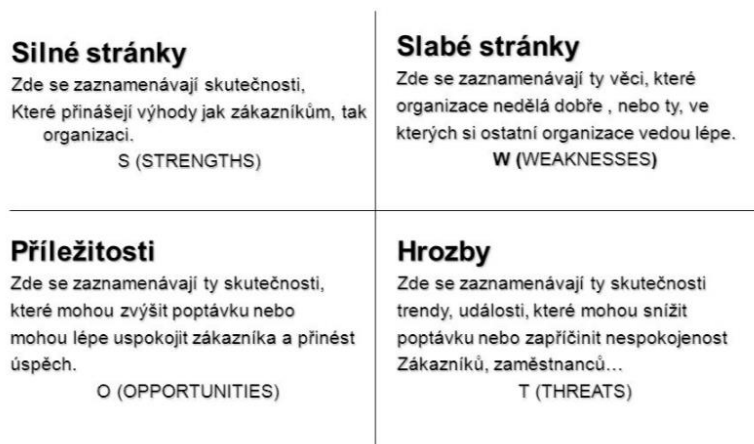 Silné stránky
Zde se zaznamenávají skutečnosti,
Které přinášejí výhody jak zákazníkům, tak
organizaci.
S (STRENGTHS)
Slabé stránky
Zde se zaznamenávají ty věci, které
organizace nedělá dobře , nebo ty, ve
kterých si ostatní organizace vedou lépe.
W (WEAKNESSES)
Příležitosti
Zde se zaznamenávají ty skutečnosti,
které mohou zvýšit poptávku nebo
mohou lépe uspokojit zákazníka a přinést
úspěch.
O (OPPORTUNITIES)
Hrozby
Zde se zaznamenávají ty skutečnosti
trendy, události, které mohou snížit
poptávku nebo zapříčinit nespokojenost
Zákazníků, zaměstnanců…
T (THREATS)